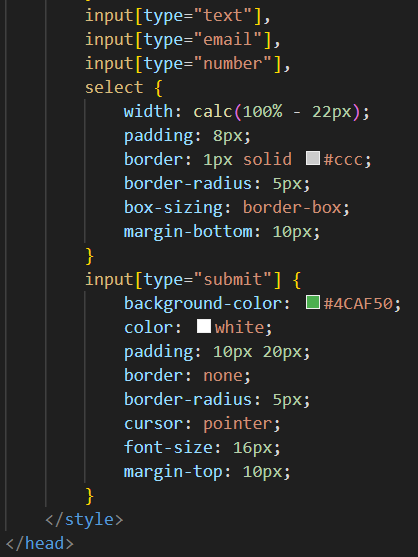 input[type="text"],
input[type="email"],
input[type="number"],
select {
width: calc(100% - 22px);
padding: 8px;
border: 1px solid #ccc;
border-radius: 5px;
box-sizing: border-box;
margin-bottom: 10px;
}
input[type="submit"] {
background-color: #4CAF50;
color: white;
padding: 10px 20px;
border: none;
border-radius: 5px;
cursor: pointer;
font-size: 16px;
margin-top: 10px;
}
</style>
</head>